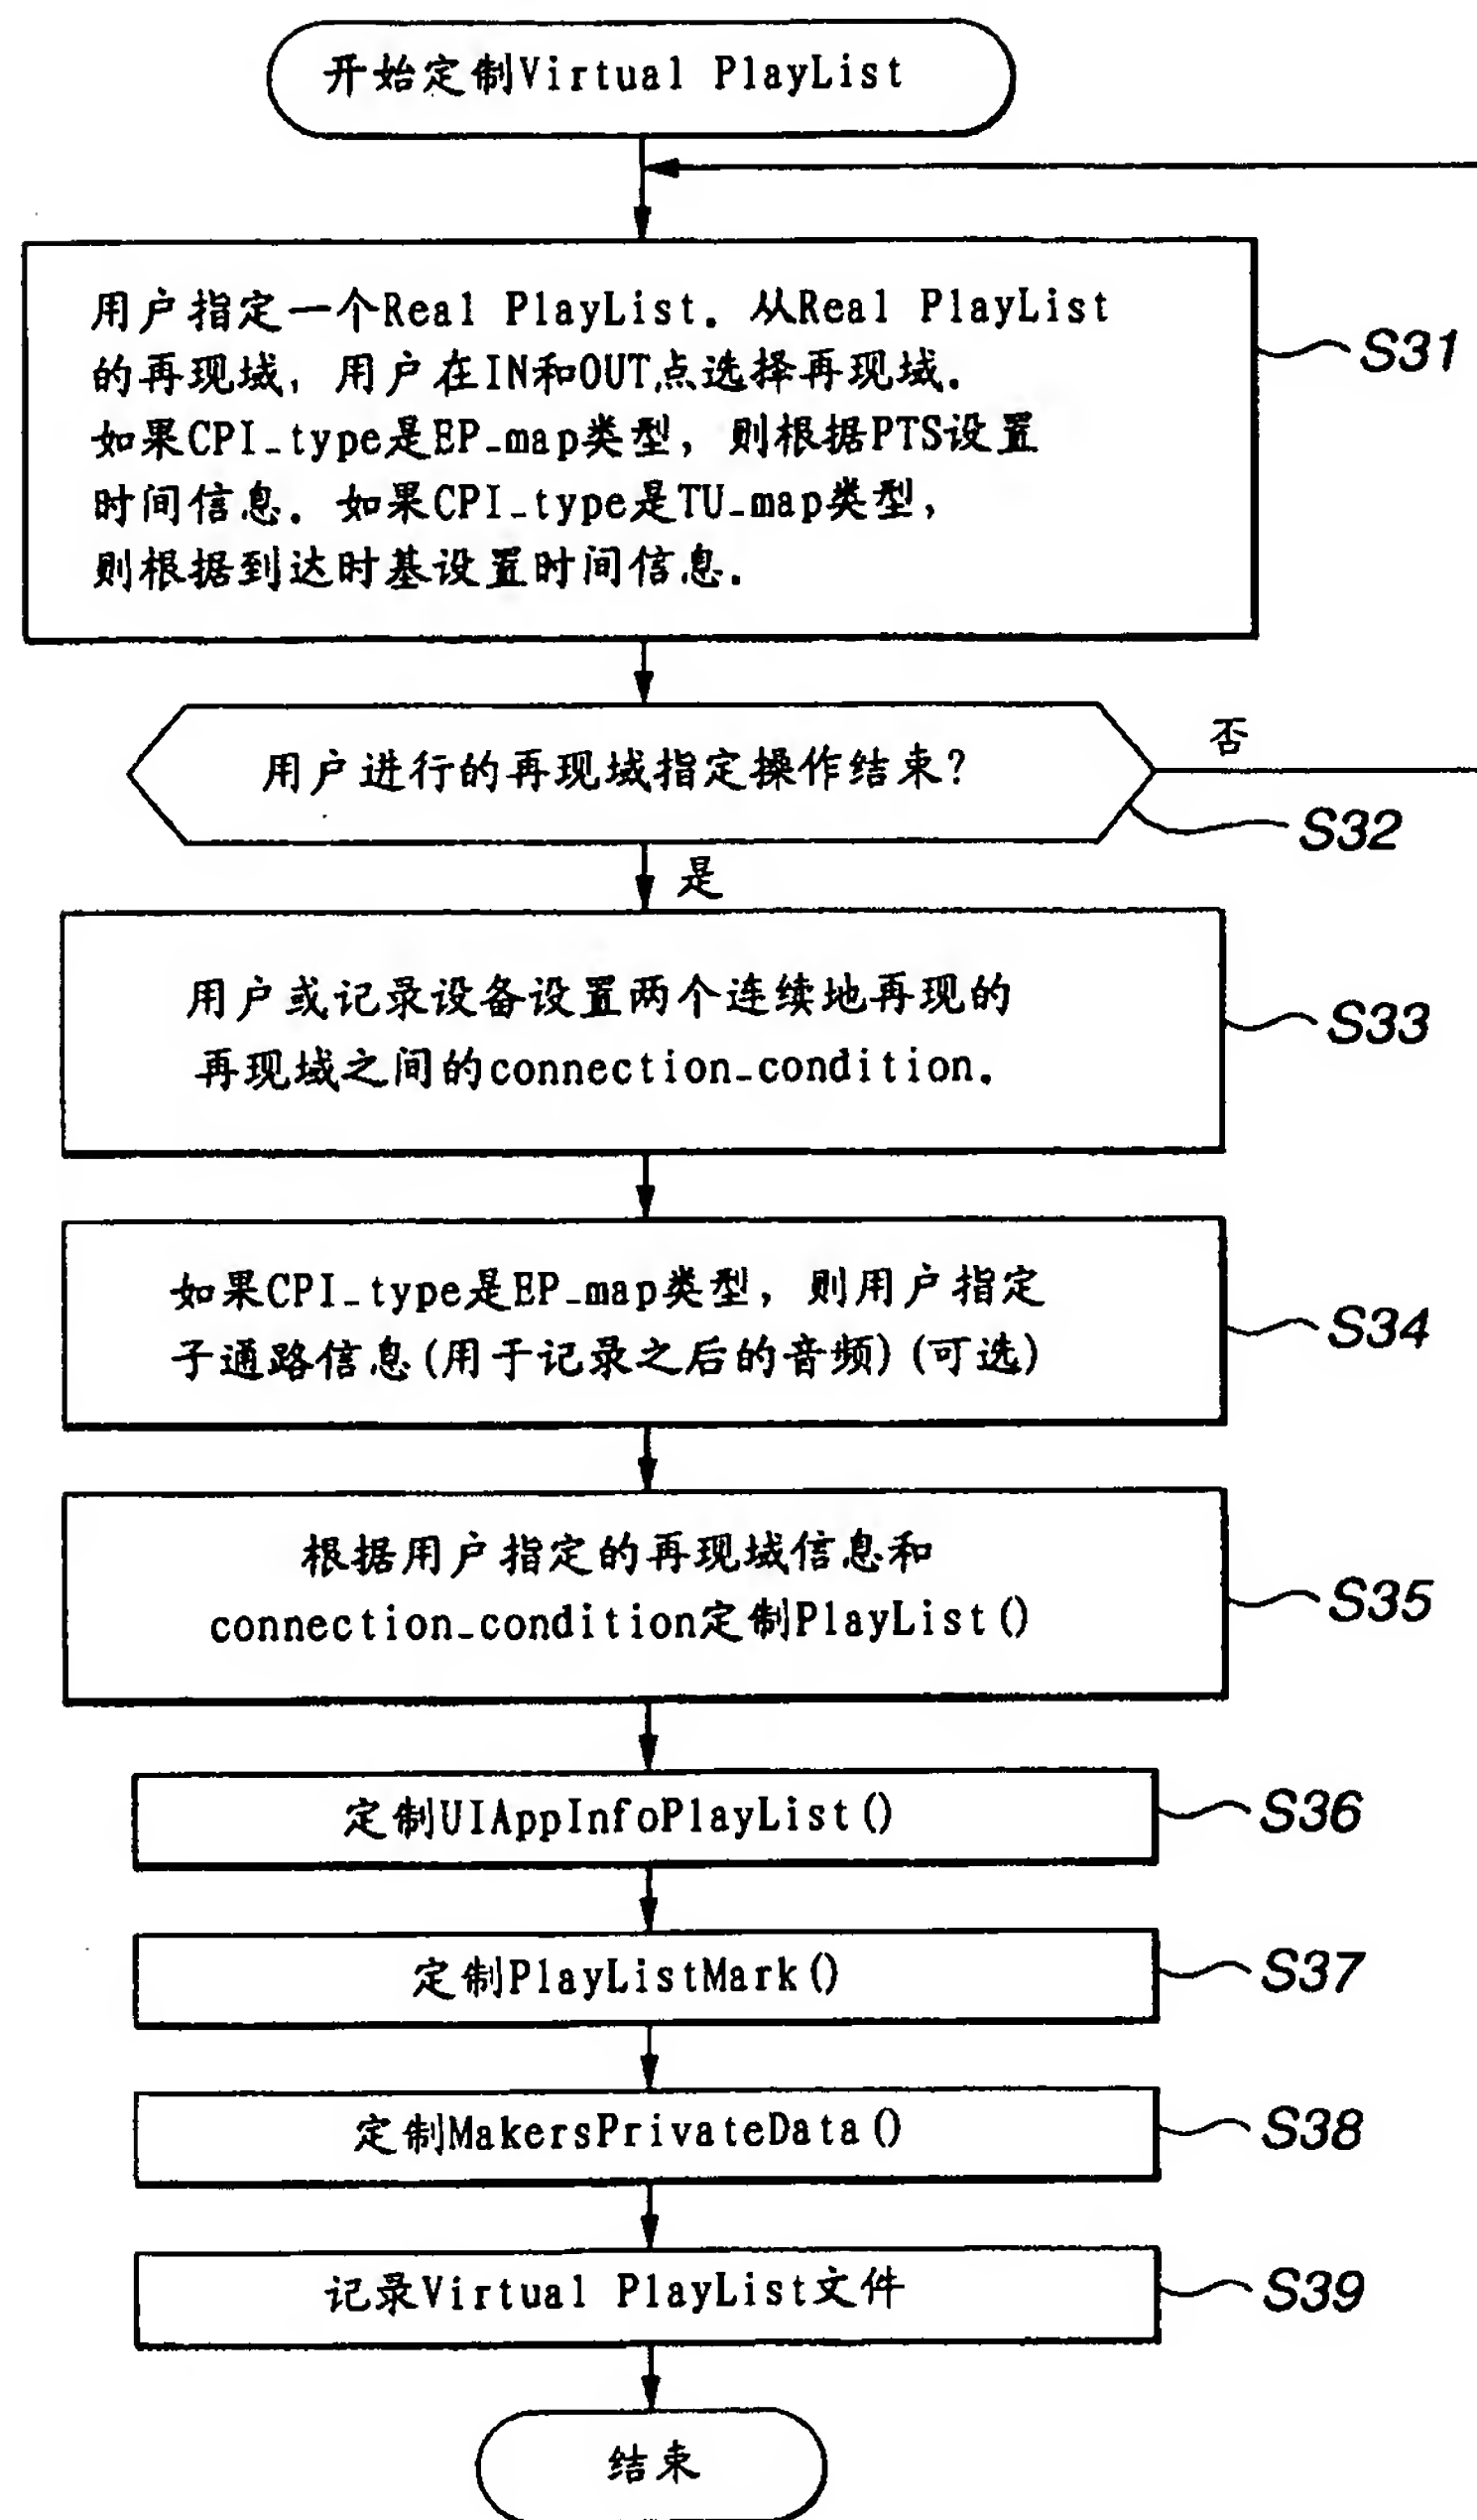 开始定制Virtual PlayList
用户指定一个Real PlayList. 从Real PlayList
的再现域, 用户在IN和OUT点选择再现域.
如果CPI_type是EP_map类型, 则根据PTS设置
时间信息. 如果CPI_type是TU_map类型,
则根据到达时基设置时间信息.
S31
用户进行的再现域指定操作结束?
否
S32
是
用户或记录设备设置两个连续地再现的
再现域之间的connection_condition.
S33
如果CPI_type是EP_map类型, 则用户指定
子通路信息(用于记录之后的音频)(可选)
S34
根据用户指定的再现域信息和
connection_condition定制PlayList()
S35
定制UIAppInfoPlayList()
S36
定制PlayListMark()
S37
定制MakersPrivateData()
S38
记录Virtual PlayList文件
S39
结束